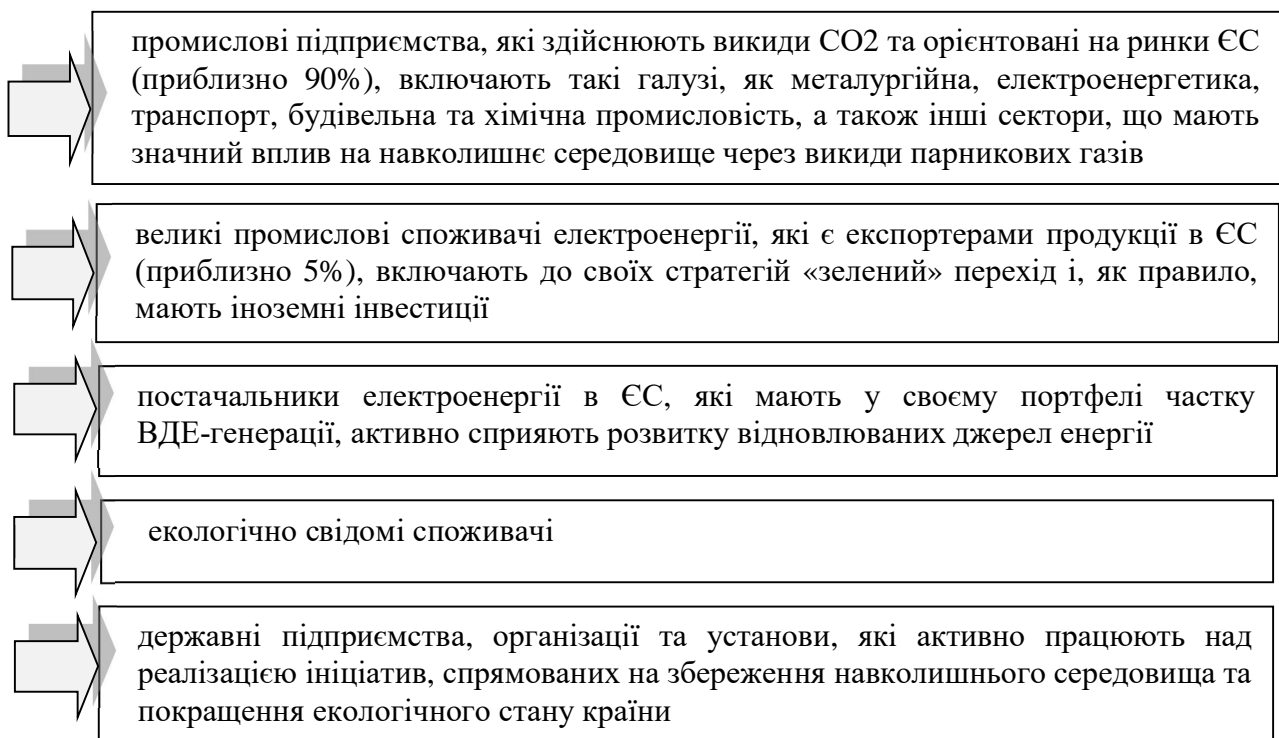 промислові підприємства, які здійснюють викиди СО2 та орієнтовані на ринки ЄС
(приблизно 90%), включають такі галузі, як металургійна, електроенергетика,
транспорт, будівельна та хімічна промисловість, а також інші сектори, що мають
значний вплив на навколишнє середовище через викиди парникових газів
великі промислові споживачі електроенергії, які є експортерами продукції в ЄС
(приблизно 5%), включають до своїх стратегій «зелений» перехід і, як правило,
мають іноземні інвестиції
постачальники електроенергії в ЄС, які мають у своєму портфелі частку
ВДЕ-генерації, активно сприяють розвитку відновлюваних джерел енергії
екологічно свідомі споживачі
державні підприємства, організації та установи, які активно працюють над
реалізацією ініціатив, спрямованих на збереження навколишнього середовища та
покращення екологічного стану країни